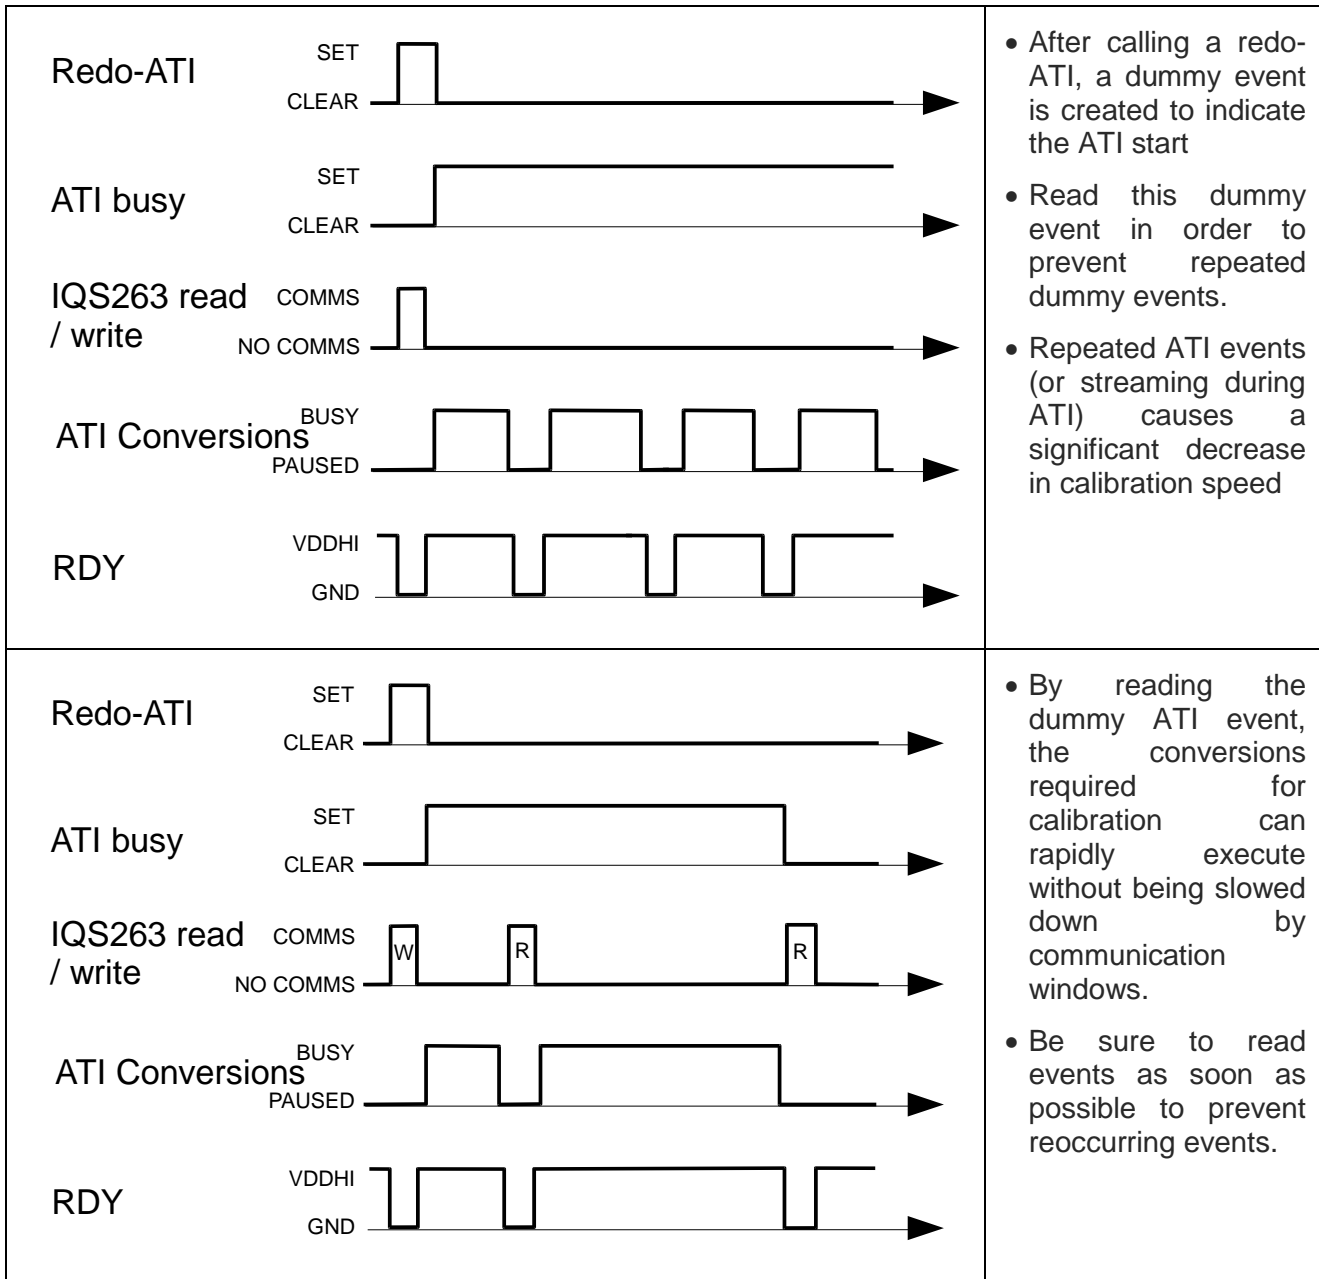 Redo-ATI
SET
CLEAR
ATI busy
SET
CLEAR
IQS263 read
/ write
COMMS
NO COMMS
ATI Conversions
BUSY
PAUSED
RDY
VDDHI
GND
• After calling a redo-
ATI, a dummy event
is created to indicate
the ATI start
• Read this dummy
event in order to
prevent repeated
dummy events.
• Repeated ATI events
(or streaming during
ATI) causes a
significant decrease
in calibration speed
Redo-ATI
SET
CLEAR
ATI busy
SET
CLEAR
IQS263 read
/ write
COMMS
NO COMMS
W
R
R
ATI Conversions
BUSY
PAUSED
RDY
VDDHI
GND
• By reading the
dummy ATI event,
the conversions
required for
calibration can
rapidly execute
without being slowed
down by
communication
windows.
• Be sure to read
events as soon as
possible to prevent
reoccurring events.